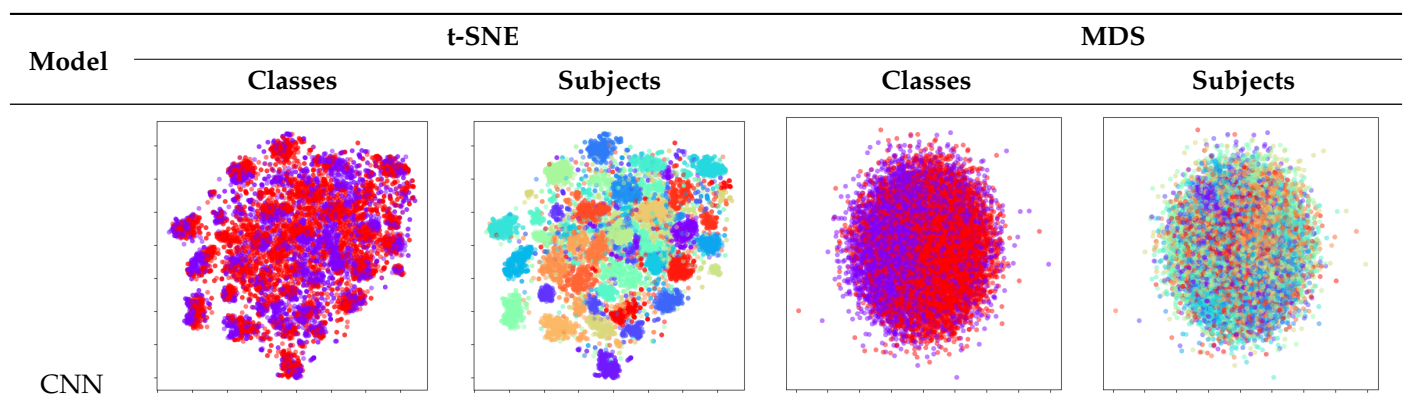 t-SNE MDS
Model
Classes Subjects Classes Subjects
CNN